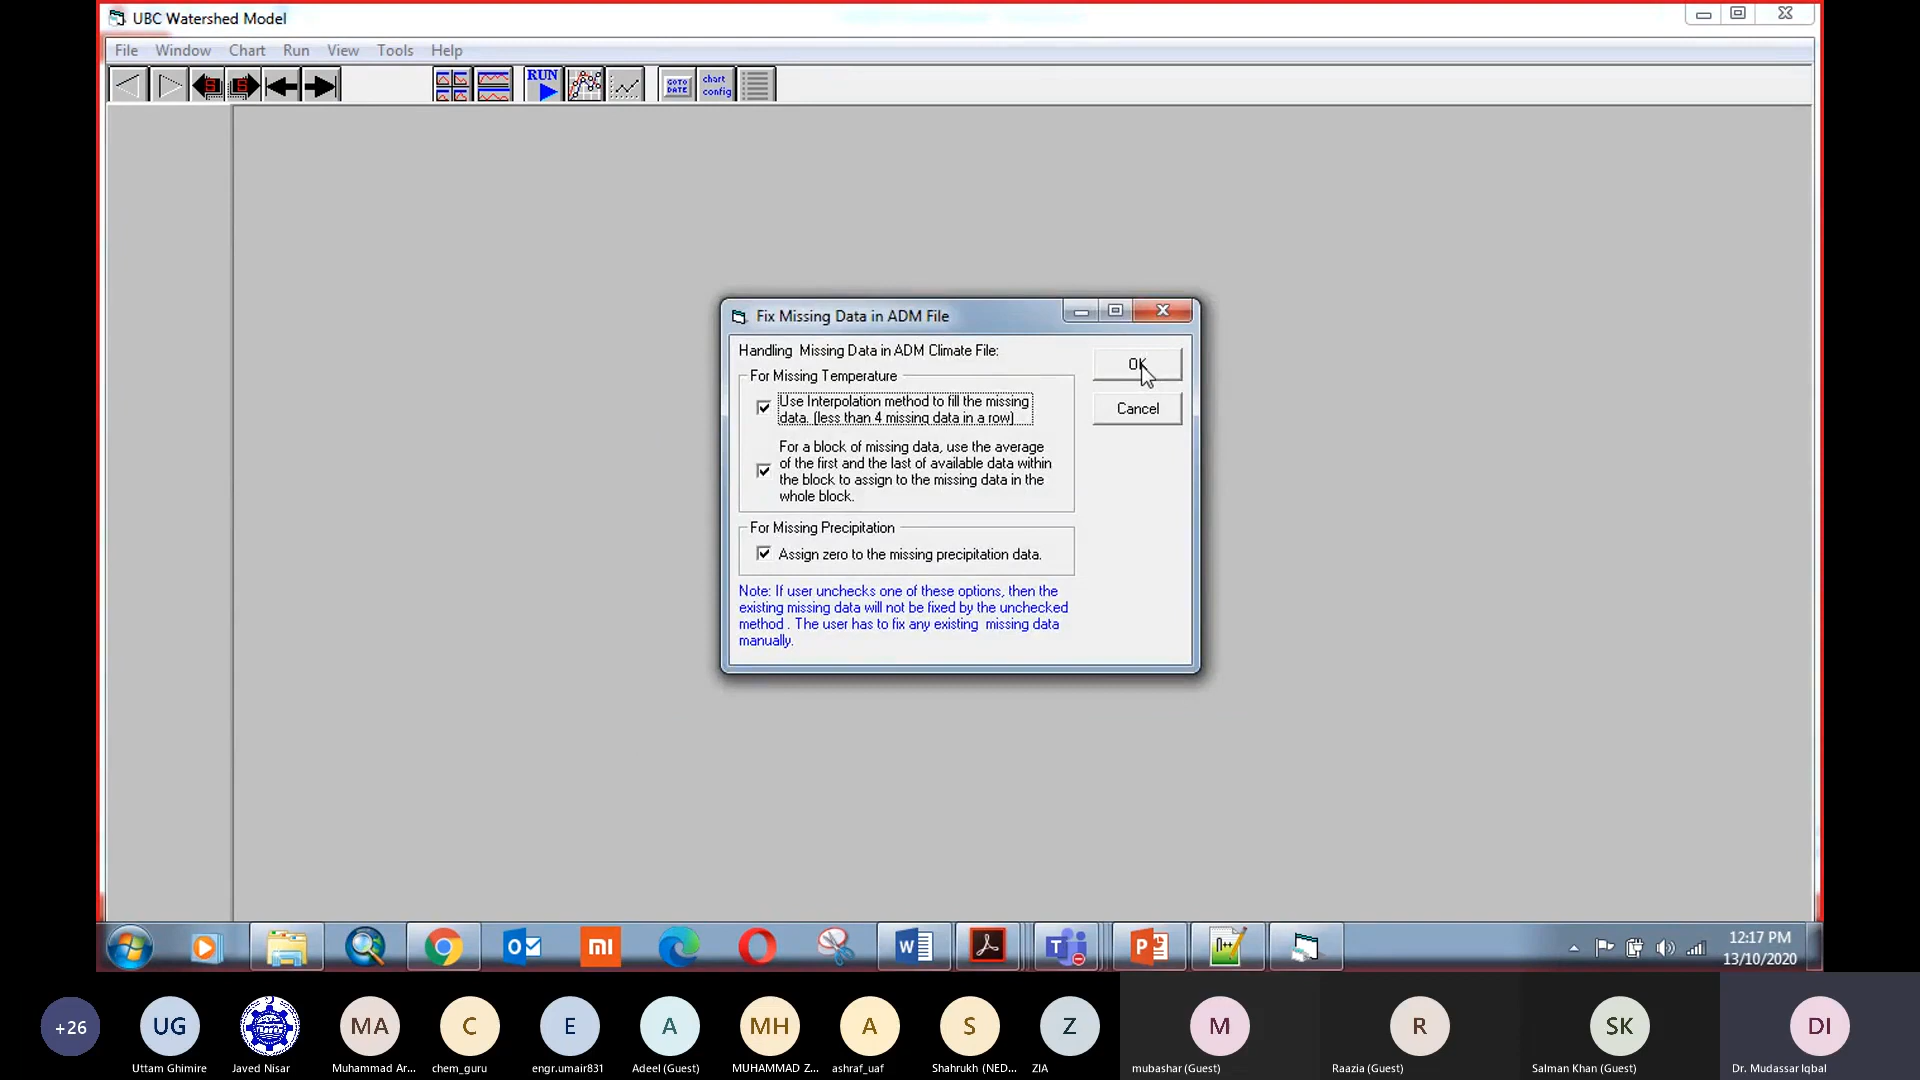 UBC Watershed Model
File Window Chart Run View Tools Help
S S RUN GOTO DATE chart config
Fix Missing Data in ADM File
Handling Missing Data in ADM Climate File:
OK
For Missing Temperature
Use Interpolation method to fill the missing
data. (less than 4 missing data in a row)
Cancel
For a block of missing data, use the average
of the first and the last of available data within
the block to assign to the missing data in the
whole block.
For Missing Precipitation
Assign zero to the missing precipitation data.
Note: If user unchecks one of these options, then the
existing missing data will not be fixed by the unchecked
method . The user has to fix any existing missing data
manually.
12:17 PM
13/10/2020
+26 UG MA C E A MH A S Z M R SK DI
Uttam Ghimire Javed Nisar Muhammad Ar... chem_guru engr.umair831 Adeel (Guest) MUHAMMAD Z... ashraf_uaf Shahrukh (NED... ZIA mubashar (Guest) Raazia (Guest) Salman Khan (Guest) Dr. Mudassar Iqbal